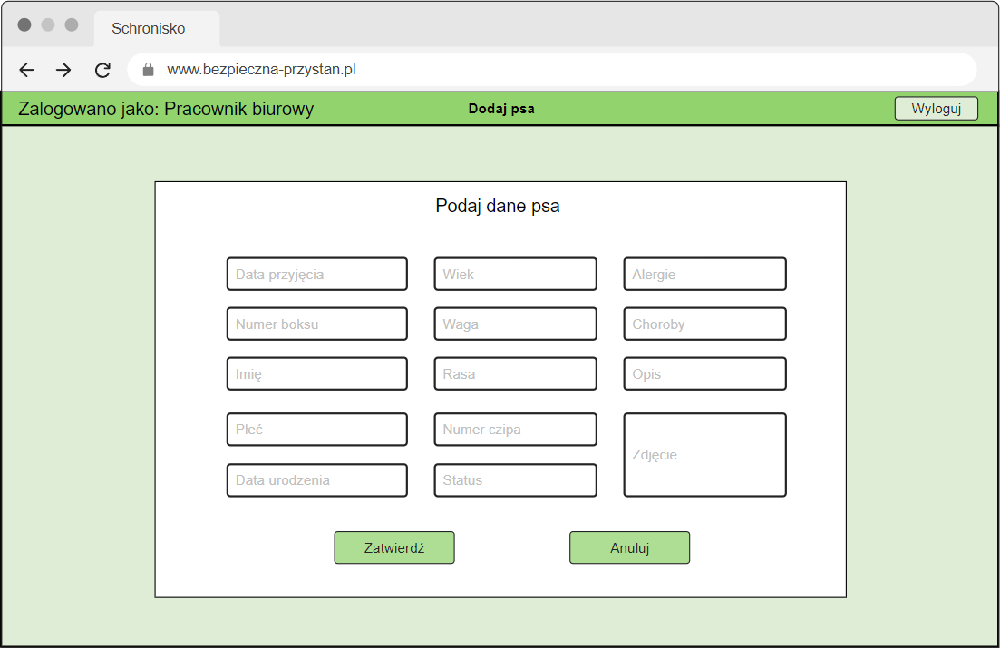 Schronisko
www.bezpieczna-przystan.pl
Zalogowano jako: Pracownik biurowy
Dodaj psa
Wyloguj
Podaj dane psa
Data przyjęcia
Wiek
Alergie
Numer boksu
Waga
Choroby
Imię
Rasa
Opis
Płeć
Numer czipa
Zdjęcie
Data urodzenia
Status
Zatwierdź
Anuluj